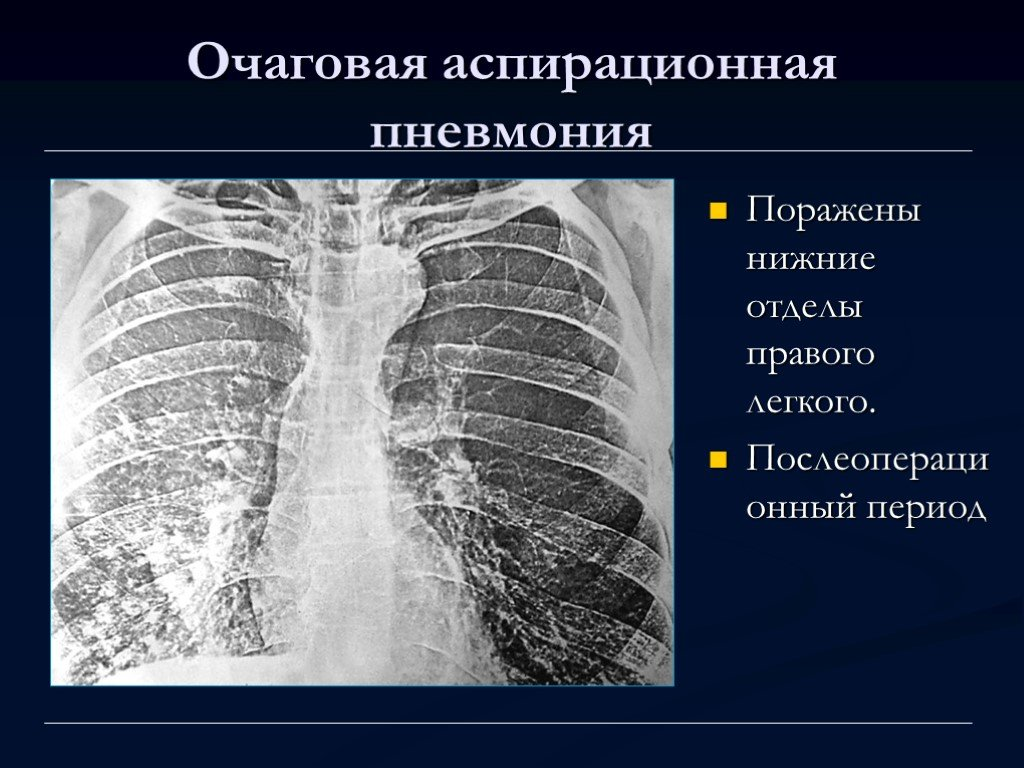 Очаговая аспирационная
пневмония
Поражены
нижние
отделы
правого
легкого.
Послеопераци
онный период